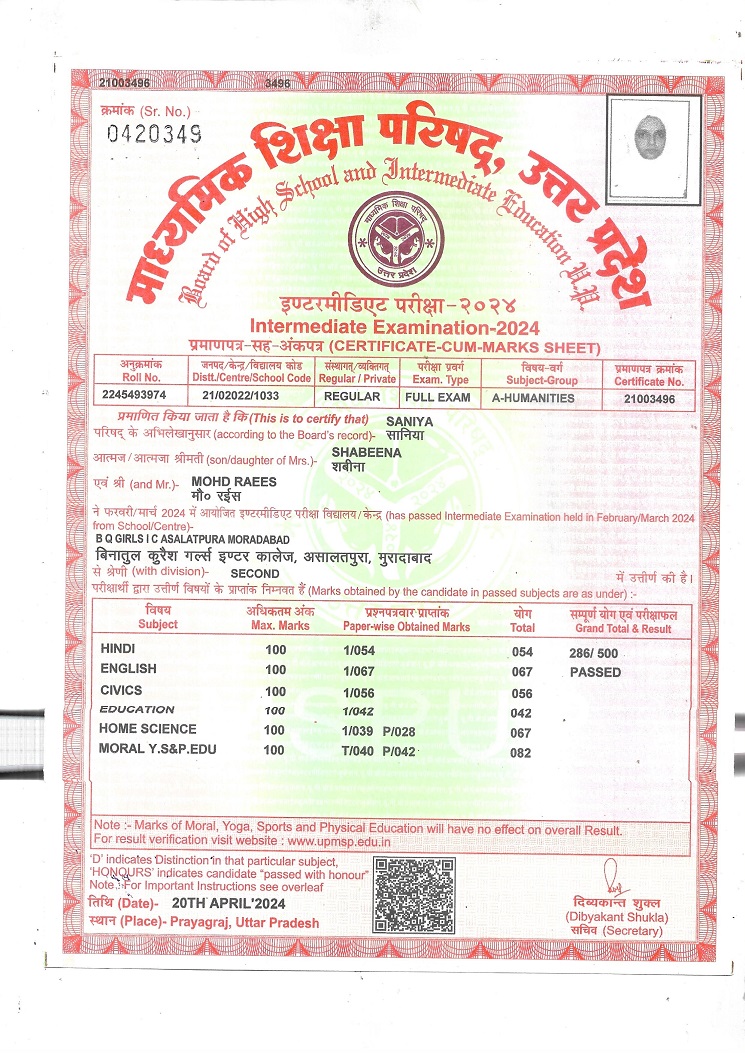 21003496 3496
क्रमांक (Sr. No.)
0420349
माध्यमिक शिक्षा परिषद्, उत्तर प्रदेश
Board of High School and Intermediate Education U.P.
माध्यमिक शिक्षा परिषद्
उत्तर प्रदेश
इण्टरमीडिएट परीक्षा-२०२४
Intermediate Examination-2024
प्रमाणपत्र-सह-अंकपत्र (CERTIFICATE-CUM-MARKS SHEET)
अनुक्रमांक जनपद/केन्द्र/विद्यालय कोड संस्थागत/व्यक्तिगत परीक्षा प्रवर्ग विषय-वर्ग प्रमाणपत्र क्रमांक
Roll No. Distt./Centre/School Code Regular / Private Exam. Type Subject-Group Certificate No.
2245493974 21/02022/1033 REGULAR FULL EXAM A-HUMANITIES 21003496
प्रमाणित किया जाता है कि (This is to certify that) SANIYA
परिषद् के अभिलेखानुसार (according to the Board's record)- सानिया
आत्मज / आत्मजा श्रीमती (son/daughter of Mrs.)- SHABEENA
शबीना
एवं श्री (and Mr.)- MOHD RAEES
मौ० रईस
ने फरवरी/मार्च 2024 में आयोजित इण्टरमीडिएट परीक्षा विद्यालय/केन्द्र (has passed Intermediate Examination held in February/March 2024
from School/Centre)-
B Q GIRLS I C ASALATPURA MORADABAD
बिनातुल कुरैश गर्ल्स इण्टर कालेज, असालतपुरा, मुरादाबाद
से श्रेणी (with division)- SECOND में उत्तीर्ण की है।
परीक्षार्थी द्वारा उत्तीर्ण विषयों के प्राप्तांक निम्नवत हैं (Marks obtained by the candidate in passed subjects are as under) :-
विषय अधिकतम अंक प्रश्नपत्रवार प्राप्तांक योग सम्पूर्ण योग एवं परीक्षाफल
Subject Max. Marks Paper-wise Obtained Marks Total Grand Total & Result
HINDI 100 1/054 054 286/ 500
ENGLISH 100 1/067 067 PASSED
CIVICS 100 1/056 056
EDUCATION 100 1/042 042
HOME SCIENCE 100 1/039 P/028 067
MORAL Y.S&P.EDU 100 T/040 P/042 082
Note :- Marks of Moral, Yoga, Sports and Physical Education will have no effect on overall Result.
For result verification visit website : www.upmsp.edu.in
'D' indicates Distinction in that particular subject,
'HONOURS' indicates candidate "passed with honour"
Note : For Important Instructions see overleaf
तिथि (Date)- 20TH APRIL'2024
स्थान (Place)- Prayagraj, Uttar Pradesh
दिब्यकान्त शुक्ल
(Dibyakant Shukla)
सचिव (Secretary)